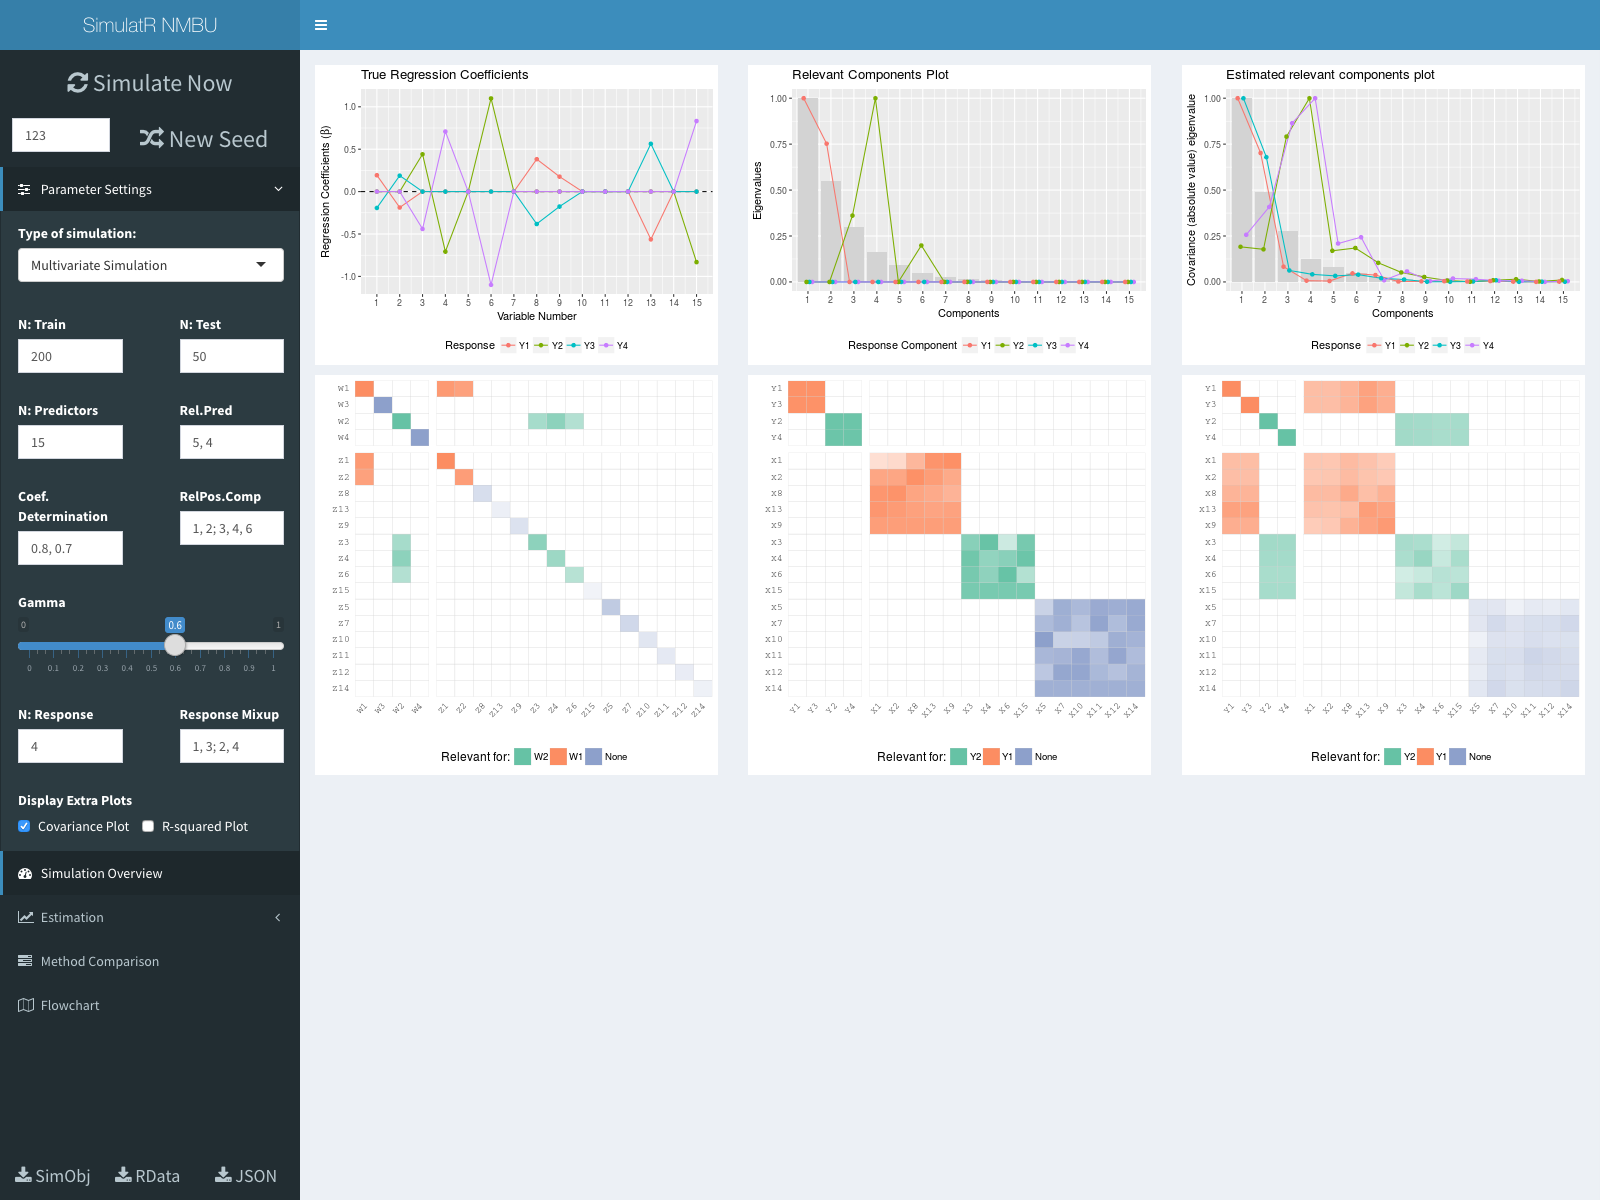 SimulatR NMBU
Simulate Now
123
New Seed
Parameter Settings
Type of simulation:
Multivariate Simulation
N: Train
N: Test
200
50
N: Predictors
Rel.Pred
15
5, 4
Coef. Determination
RelPos.Comp
0.8, 0.7
1, 2; 3, 4, 6
Gamma
0
0.6
1
0 0.1 0.2 0.3 0.4 0.5 0.6 0.7 0.8 0.9 1
N: Response
Response Mixup
4
1, 3; 2, 4
Display Extra Plots
Covariance Plot
R-squared Plot
Simulation Overview
Estimation
Method Comparison
Flowchart
SimObj
RData
JSON
True Regression Coefficients
Regression Coefficients (β)
1.0
0.5
0.0
-0.5
-1.0
1 2 3 4 5 6 7 8 9 10 11 12 13 14 15
Variable Number
Response Y1 Y2 Y3 Y4
Relevant Components Plot
Eigenvalues
1.00
0.75
0.50
0.25
0.00
1 2 3 4 5 6 7 8 9 10 11 12 13 14 15
Components
Response Component Y1 Y2 Y3 Y4
Estimated relevant components plot
Covariance (absolute value) eigenvalue
1.00
0.75
0.50
0.25
0.00
1 2 3 4 5 6 7 8 9 10 11 12 13 14 15
Components
Response Y1 Y2 Y3 Y4
W1
W3
W2
W4
Z1
Z2
Z8
Z13
Z9
Z3
Z4
Z6
Z15
Z5
Z7
Z10
Z11
Z12
Z14
W1 W3 W2 W4 Z1 Z2 Z8 Z13 Z9 Z3 Z4 Z6 Z15 Z5 Z7 Z10 Z11 Z12 Z14
Relevant for: W2 W1 None
Y1
Y3
Y2
Y4
X1
X2
X8
X13
X9
X3
X4
X6
X15
X5
X7
X10
X11
X12
X14
Y1 Y3 Y2 Y4 X1 X2 X8 X13 X9 X3 X4 X6 X15 X5 X7 X10 X11 X12 X14
Relevant for: Y2 Y1 None
Y1
Y3
Y2
Y4
X1
X2
X8
X13
X9
X3
X4
X6
X15
X5
X7
X10
X11
X12
X14
Y1 Y3 Y2 Y4 X1 X2 X8 X13 X9 X3 X4 X6 X15 X5 X7 X10 X11 X12 X14
Relevant for: Y2 Y1 None